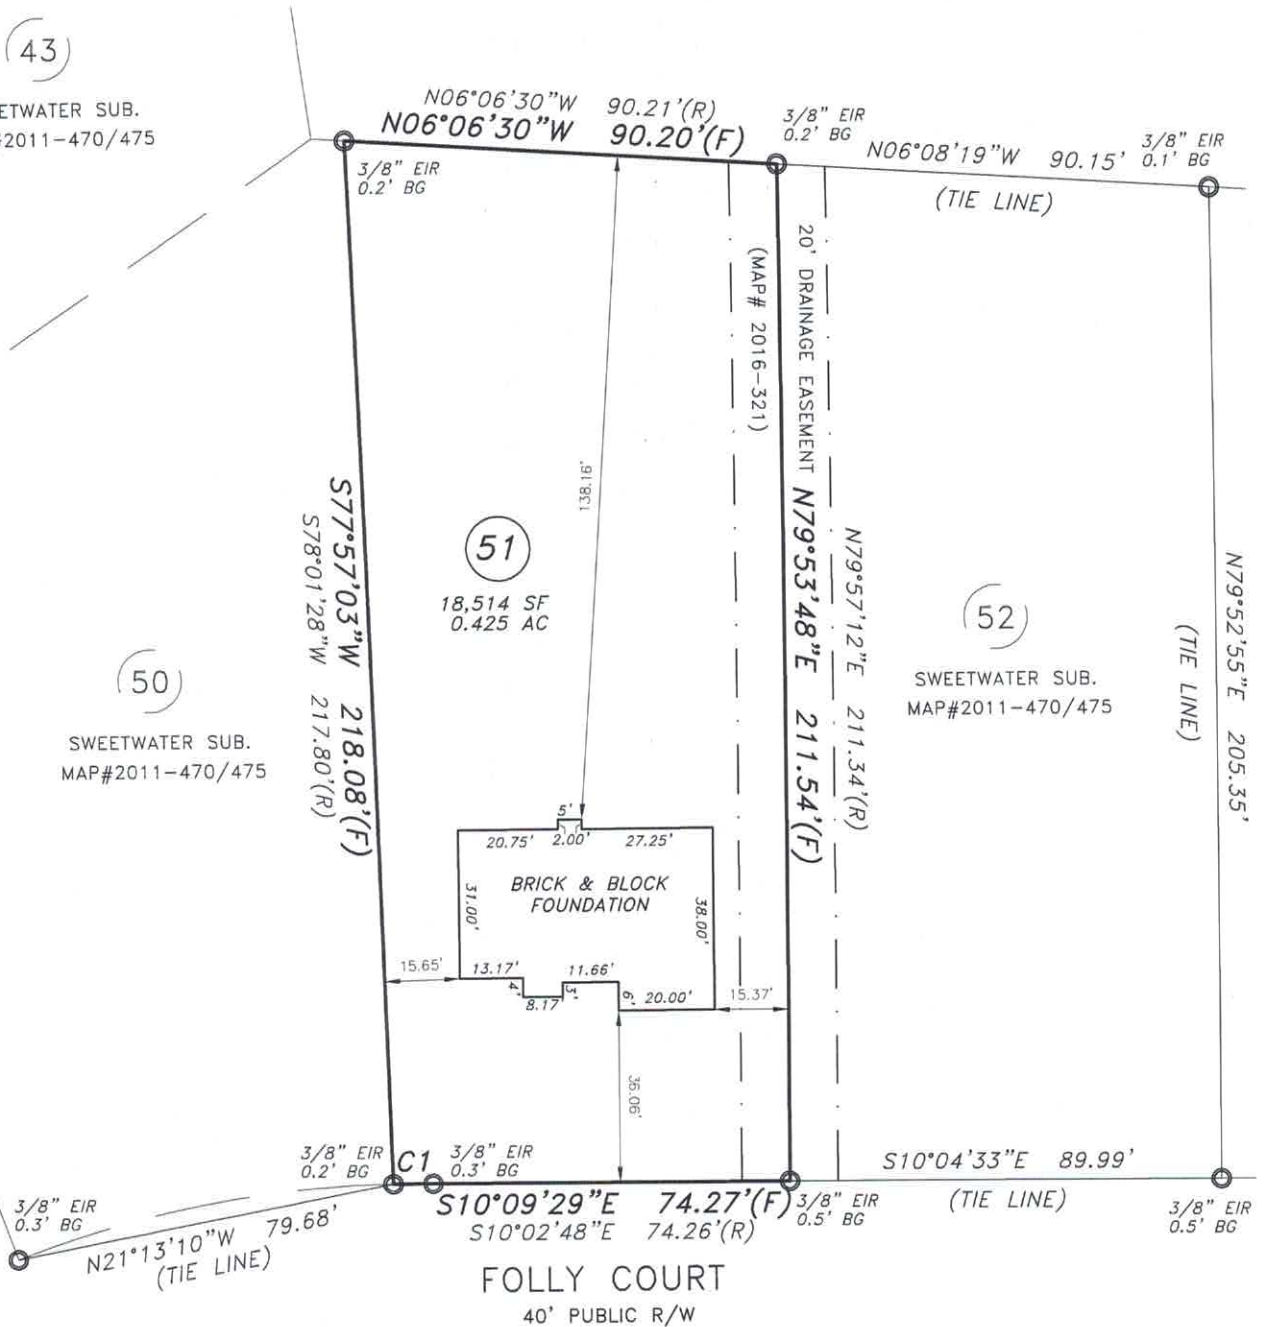 43
ETWATER SUB.
2011-470/475
N06°06'30"W 90.21'(R)
N06°06'30"W 90.20'(F)
3/8" EIR
0.2' BG
3/8" EIR
0.2' BG
N06°08'19"W 90.15'
(TIE LINE)
3/8" EIR
0.1' BG
20' DRAINAGE EASEMENT
(MAP# 2016-321)
138.16'
S77°57'03"W 218.08'(F)
S78°01'28"W 217.80'(R)
51
18,514 SF
0.425 AC
N79°53'48"E 211.54'(F)
N79°57'12"E 211.34'(R)
52
SWEETWATER SUB.
MAP#2011-470/475
N79°52'55"E 205.35'
(TIE LINE)
50
SWEETWATER SUB.
MAP#2011-470/475
5'
20.75' 2.00' 27.25'
BRICK & BLOCK
FOUNDATION
31.00'
38.00'
15.65'
13.17'
4'
8.17
3'
11.66'
6'
20.00'
15.37'
36.06'
3/8" EIR
0.2' BG
C1
3/8" EIR
0.3' BG
S10°09'29"E 74.27'(F)
S10°02'48"E 74.26'(R)
3/8" EIR
0.5' BG
S10°04'33"E 89.99'
(TIE LINE)
3/8" EIR
0.5' BG
3/8" EIR
0.3' BG
N21°13'10"W 79.68'
(TIE LINE)
FOLLY COURT
40' PUBLIC R/W